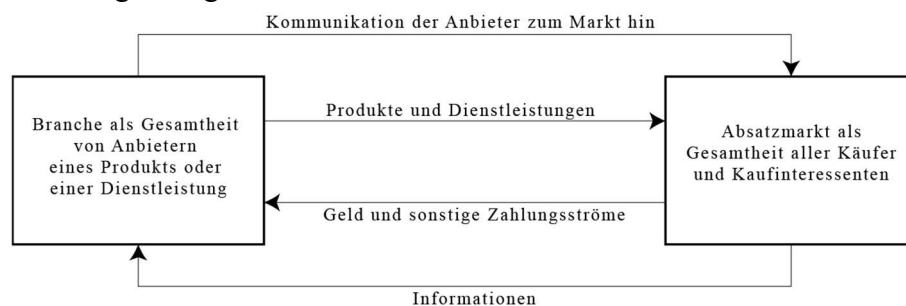 Kommunikation der Anbieter zum Markt hin
Branche als Gesamtheit
von Anbietern
eines Produkts oder
einer Dienstleistung
Produkte und Dienstleistungen
Geld und sonstige Zahlungsströme
Absatzmarkt als
Gesamtheit aller Käufer
und Kaufinteressenten
Informationen